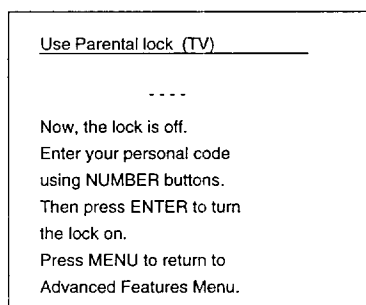 Use Parental lock (TV)
- - - -
Now, the lock is off.
Enter your personal code
using NUMBER buttons.
Then press ENTER to turn
the lock on.
Press MENU to return to
Advanced Features Menu.